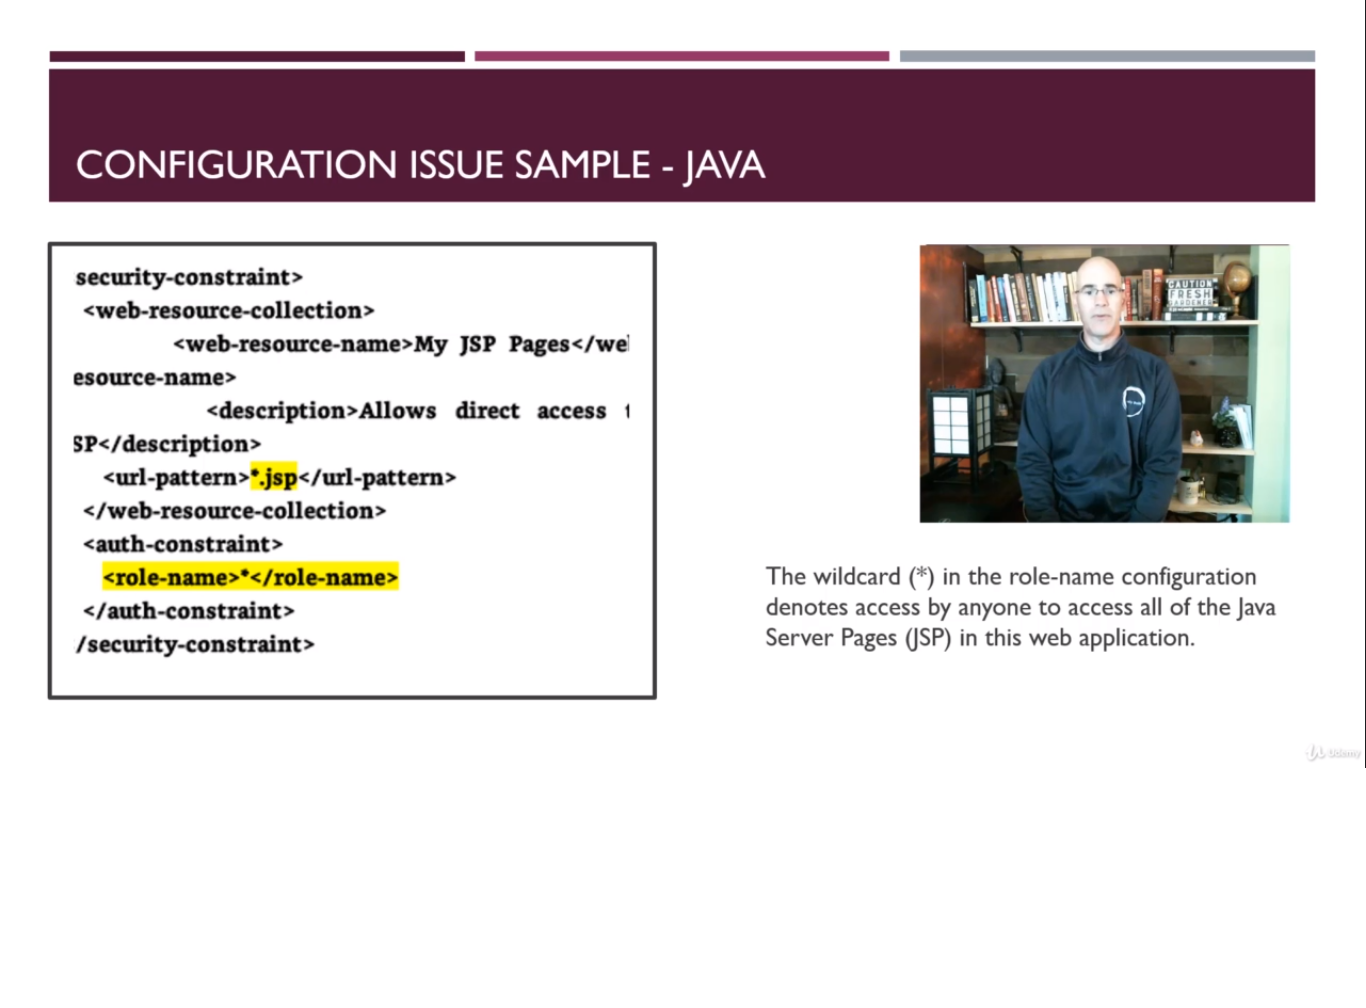 CONFIGURATION ISSUE SAMPLE - JAVA
security-constraint>
<web-resource-collection>
<web-resource-name>My JSP Pages</we
esource-name>
<description>Allows direct access
SP</description>
<url-pattern>*.jsp</url-pattern>
</web-resource-collection>
<auth-constraint>
<role-name>*</role-name>
</auth-constraint>
/security-constraint>
CAUTION
FRESH
GARDENER
The wildcard (*) in the role-name configuration
denotes access by anyone to access all of the Java
Server Pages (JSP) in this web application.
Udemy